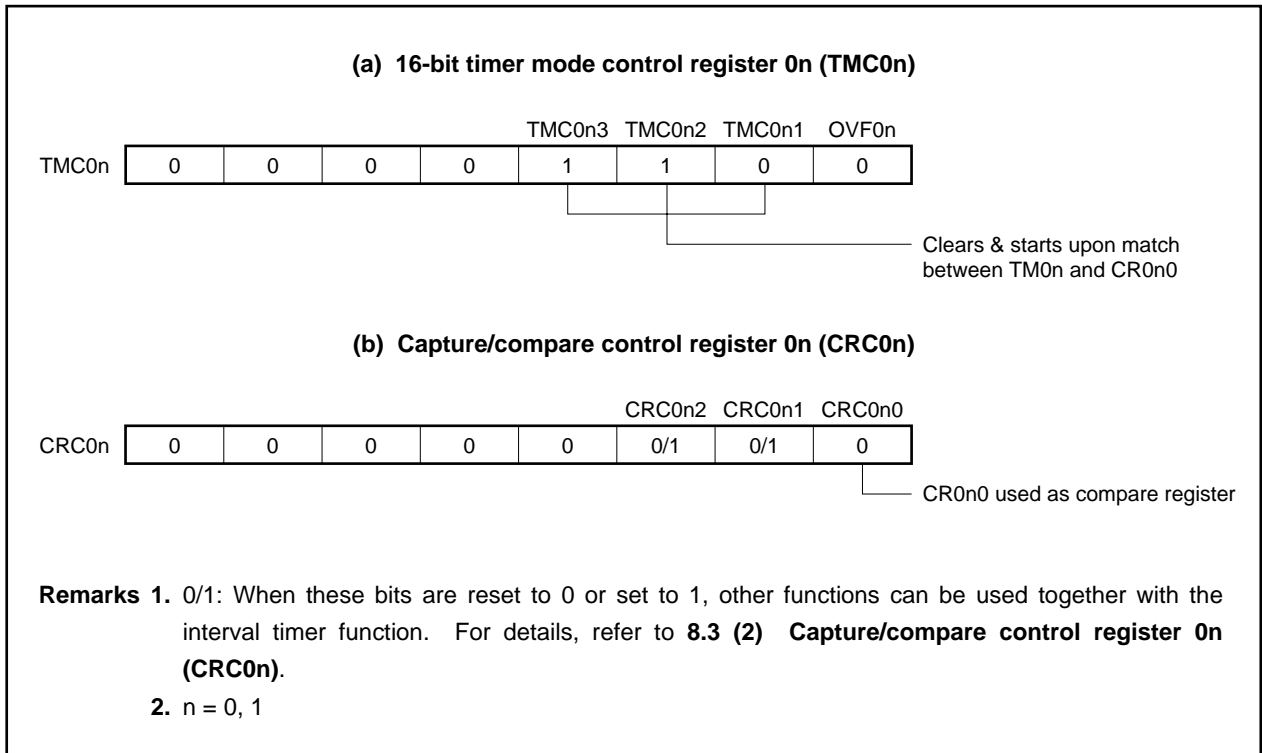 (a) 16-bit timer mode control register 0n (TMC0n)
TMC0n3 TMC0n2 TMC0n1 OVF0n
TMC0n 0 0 0 0 1 1 0 0
Clears & starts upon match
between TM0n and CR0n0
(b) Capture/compare control register 0n (CRC0n)
CRC0n2 CRC0n1 CRC0n0
CRC0n 0 0 0 0 0 0/1 0/1 0
CR0n0 used as compare register
Remarks 1. 0/1: When these bits are reset to 0 or set to 1, other functions can be used together with the
interval timer function. For details, refer to 8.3 (2) Capture/compare control register 0n
(CRC0n).
2. n = 0, 1